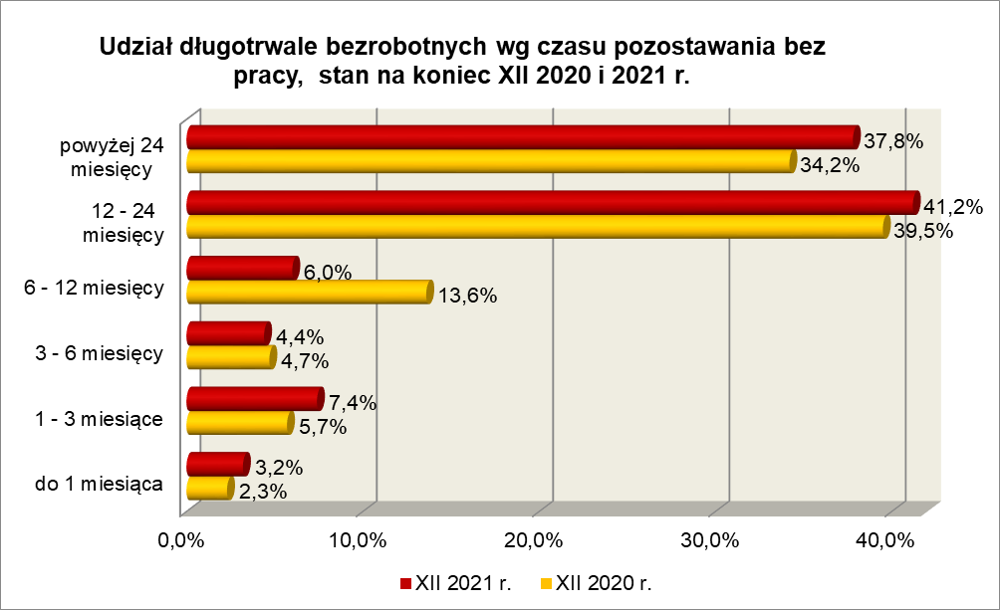 Udział długotrwale bezrobotnych wg czasu pozostawania bez
pracy,  stan na koniec XII 2020 i 2021 r.
powyżej 24
miesięcy
37,8%
34,2%
12 - 24
miesięcy
41,2%
39,5%
6 - 12 miesięcy
6,0%
13,6%
3 - 6 miesięcy
4,4%
4,7%
1 - 3 miesiące
7,4%
5,7%
do 1 miesiąca
3,2%
2,3%
0,0%
10,0%
20,0%
30,0%
40,0%
XII 2021 r.
XII 2020 r.